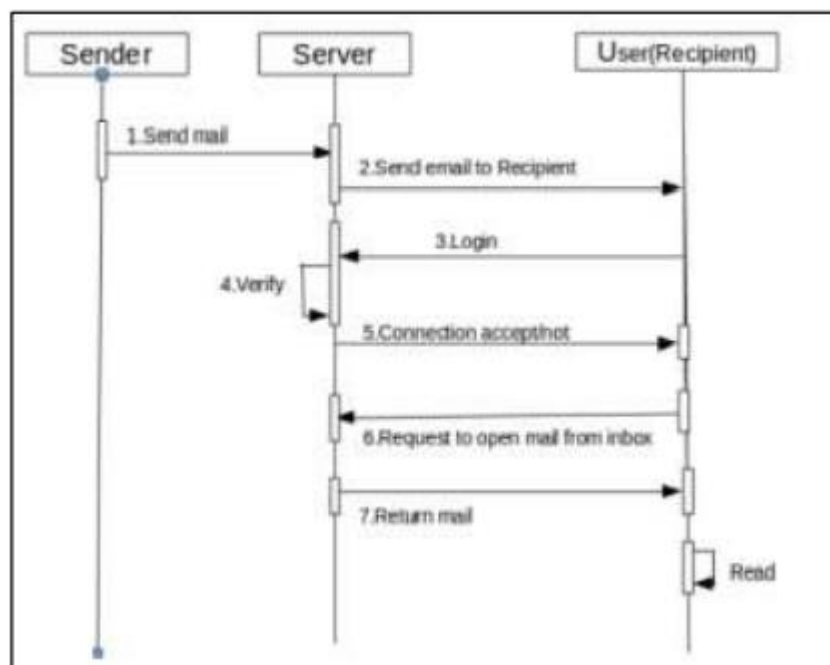 Sender
Server
User(Recipient)
1.Send mail
2.Send email to Recipient
3.Login
4.Verify
5.Connection accept/not
6.Request to open mail from inbox
7.Return mail
Read